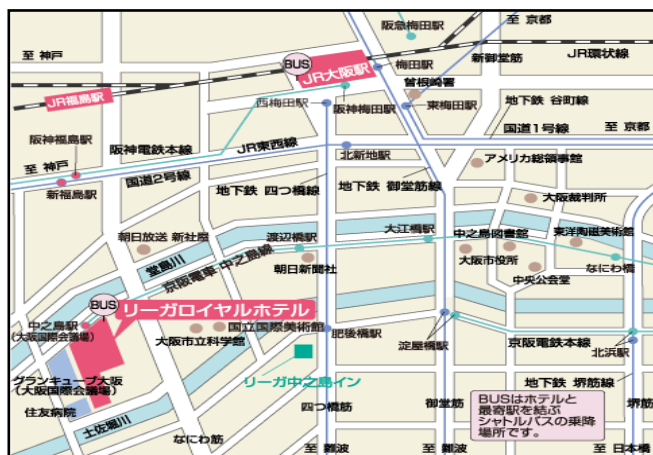 至 京都
阪急梅田駅
至 神戸
BUS
JR大阪駅
梅田駅
新御堂筋
JR環状線
曽根崎署
JR福島駅
西梅田駅
阪神梅田駅
東梅田駅
地下鉄 谷町線
阪神福島駅
阪神電鉄本線
JR東西線
国道1号線
至 京都
北新地駅
至 神戸
アメリカ総領事館
新福島駅
国道2号線
地下鉄 四つ橋線
地下鉄 御堂筋線
大阪裁判所
朝日放送 新社屋
堂島川
京阪電車 中之島線
渡辺橋駅
大江橋駅
中之島図書館
東洋陶磁美術館
朝日新聞社
大阪市役所
なにわ橋
中央公会堂
BUS
リーガロイヤルホテル
中之島駅
(大阪国際会議場)
大阪市立科学館
国立国際美術館
肥後橋駅
淀屋橋駅
京阪電鉄本線
北浜駅
リーガ中之島イン
グランキューブ大阪
(大阪国際会議場)
地下鉄 堺筋線
住友病院
土佐堀川
なにわ筋
四つ橋筋
御堂筋
BUSはホテルと
最寄駅を結ぶ
シャトルバスの乗降
場所です。
堺筋
至 難波
至 難波
至 日本橋